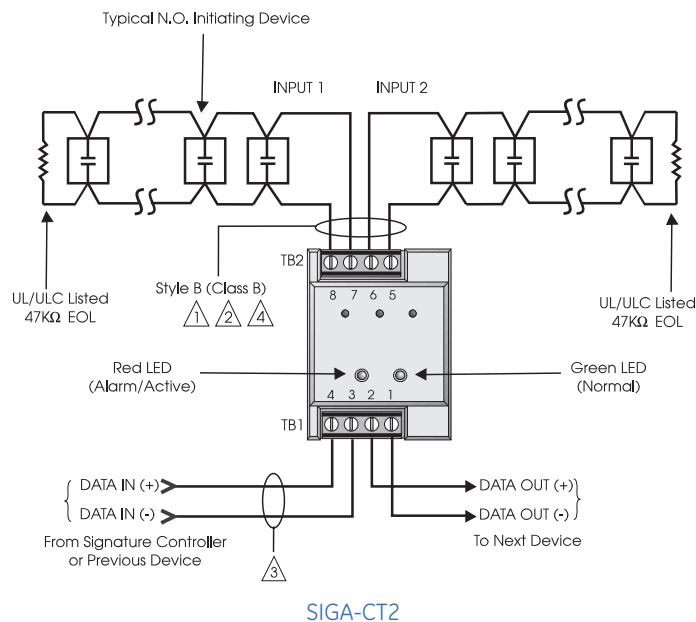 Typical N.O. Initiating Device
INPUT 1
INPUT 2
TB2
8 7 6 5
Style B (Class B)
1 2 4
UL/ULC Listed
47KΩ EOL
UL/ULC Listed
47KΩ EOL
Red LED
(Alarm/Active)
Green LED
(Normal)
4 3 2 1
TB1
DATA IN (+)
DATA IN (-)
From Signature Controller
or Previous Device
3
DATA OUT (+)
DATA OUT (-)
To Next Device
SIGA-CT2